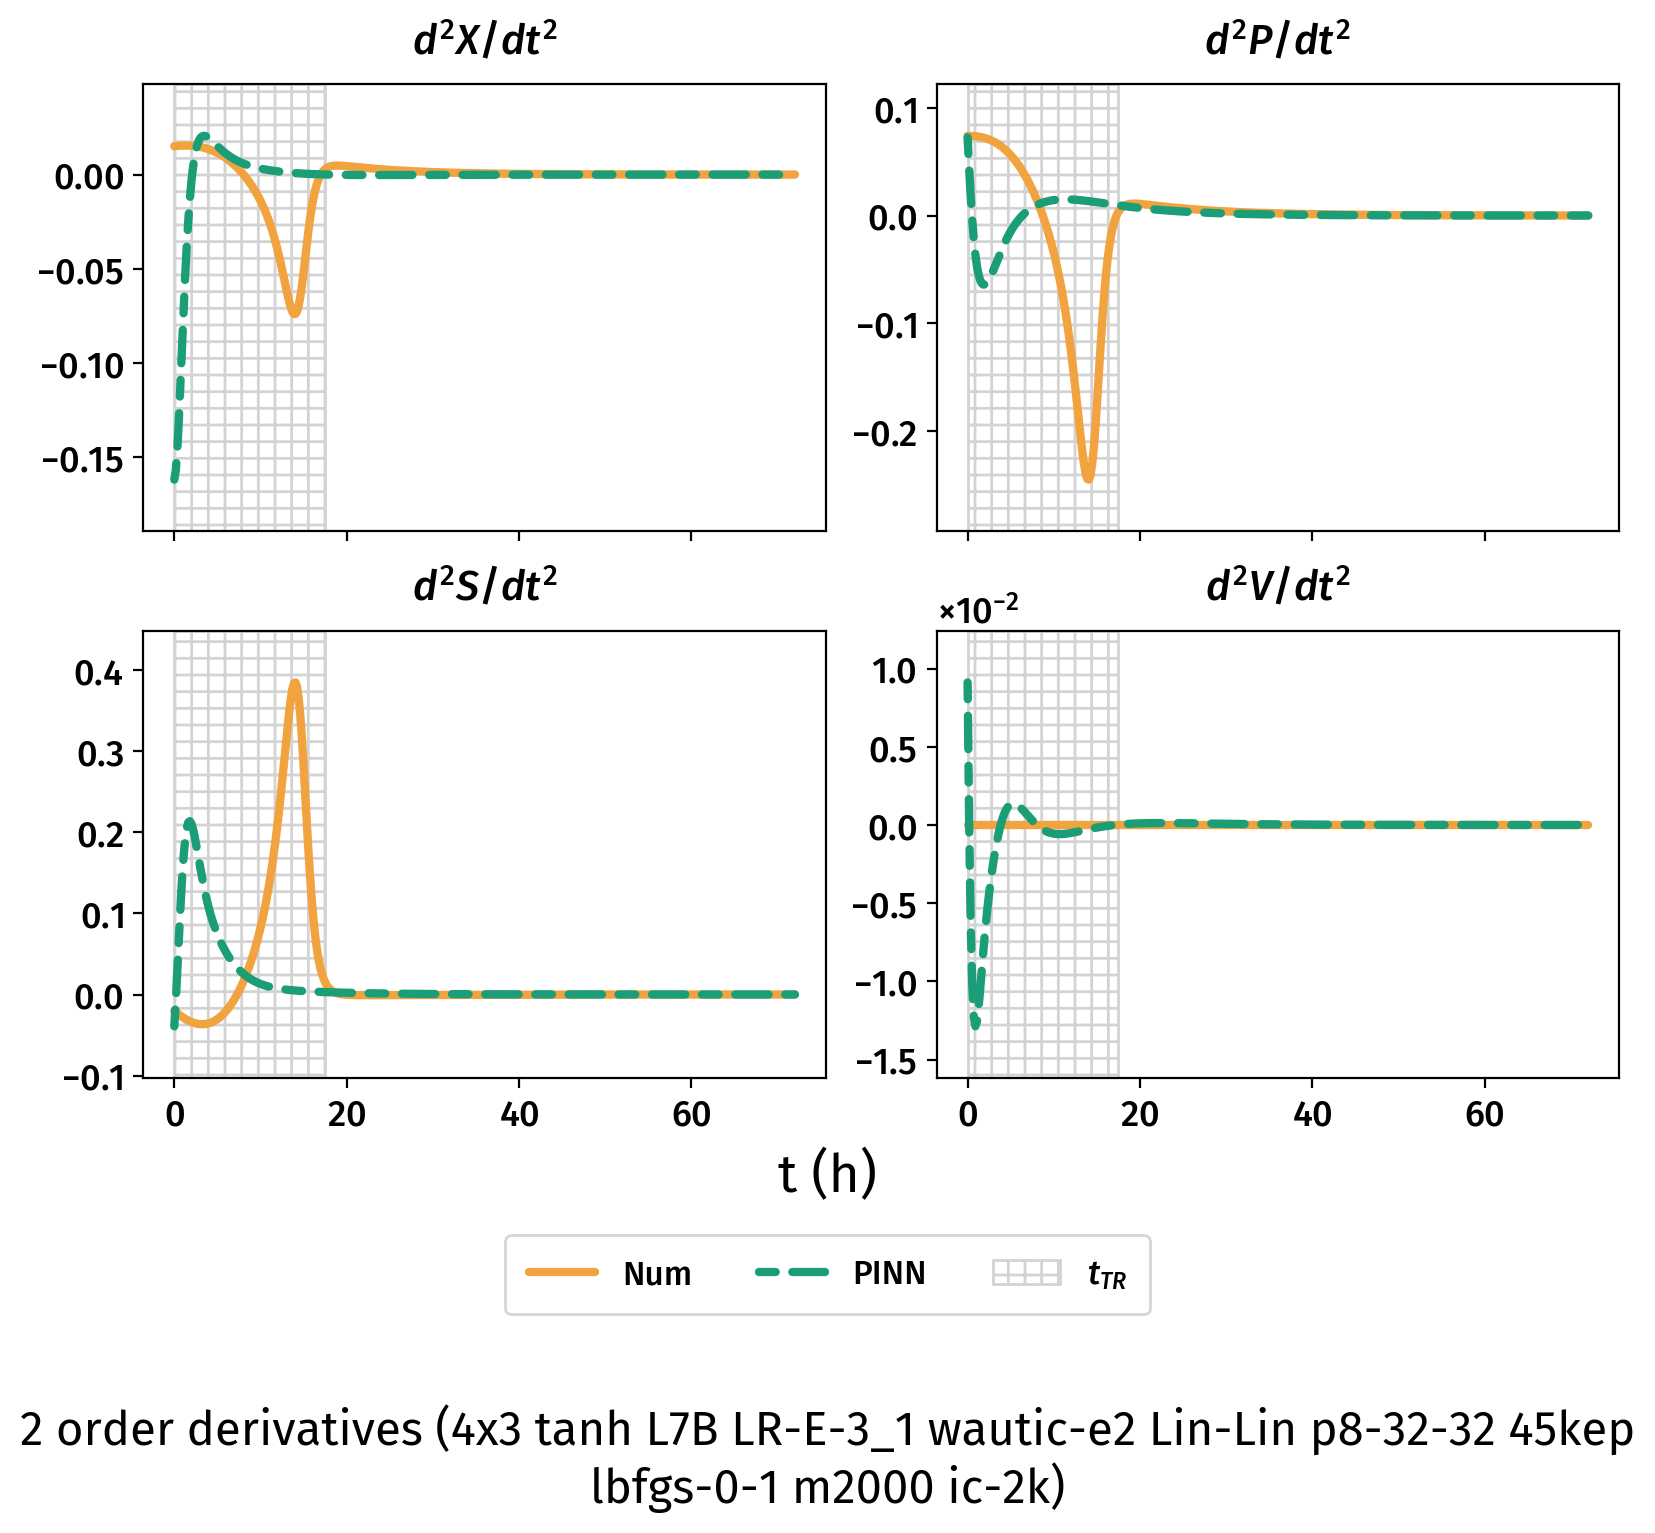 d²X/dt²
0.00
−0.05
−0.10
−0.15
d²P/dt²
0.1
0.0
−0.1
−0.2
d²S/dt²
0.4
0.3
0.2
0.1
0.0
−0.1
0 20 40 60
d²V/dt²
×10⁻²
1.0
0.5
0.0
−0.5
−1.0
−1.5
0 20 40 60
t (h)
Num PINN t_TR
2 order derivatives (4x3 tanh L7B LR-E-3_1 wautic-e2 Lin-Lin p8-32-32 45kep
lbfgs-0-1 m2000 ic-2k)